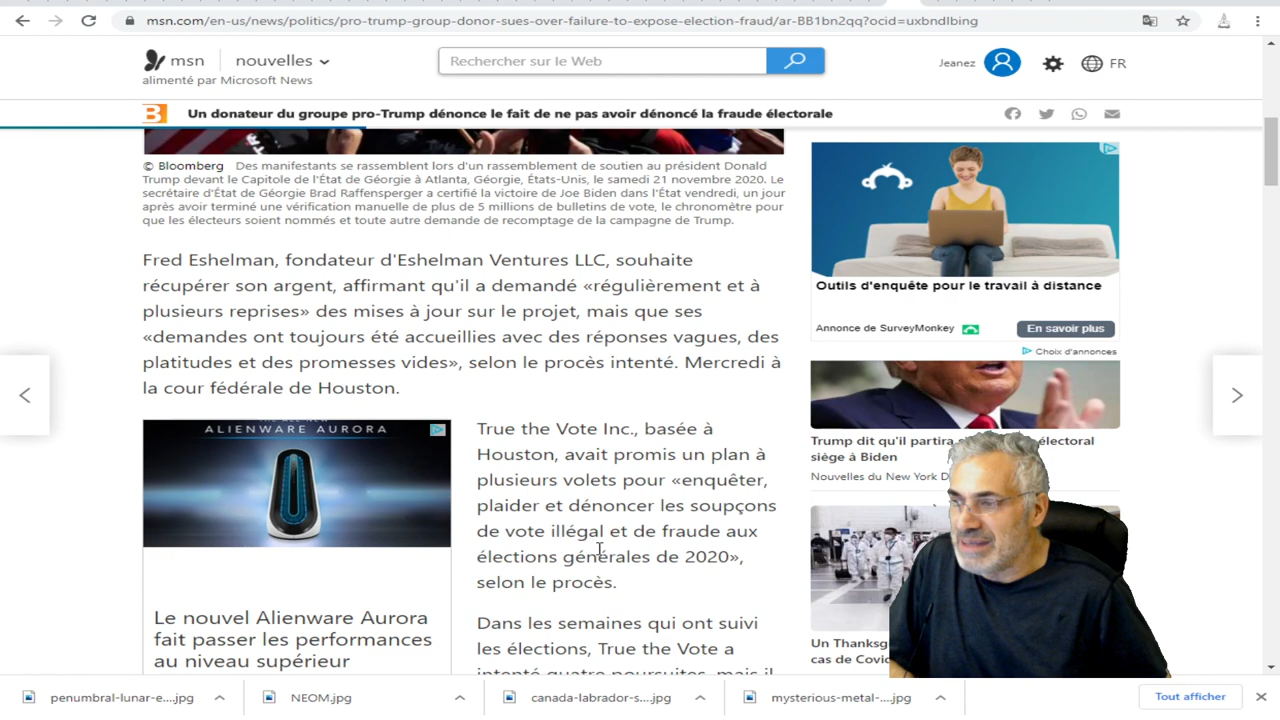 msn.com/en-us/news/politics/pro-trump-group-donor-sues-over-failure-to-expose-election-fraud/ar-BB1bn2qq?ocid=uxbndlbing
msn nouvelles
alimenté par Microsoft News
Rechercher sur le Web
Jeanez
FR
B Un donateur du groupe pro-Trump dénonce le fait de ne pas avoir dénoncé la fraude électorale
© Bloomberg Des manifestants se rassemblent lors d'un rassemblement de soutien au président Donald
Trump devant le Capitole de l'État de Géorgie à Atlanta, Géorgie, États-Unis, le samedi 21 novembre 2020. Le
secrétaire d'État de Géorgie Brad Raffensperger a certifié la victoire de Joe Biden dans l'État vendredi, un jour
après avoir terminé une vérification manuelle de plus de 5 millions de bulletins de vote, le chronomètre pour
que les électeurs soient nommés et toute autre demande de recomptage de la campagne de Trump.
Fred Eshelman, fondateur d'Eshelman Ventures LLC, souhaite
récupérer son argent, affirmant qu'il a demandé «régulièrement et à
plusieurs reprises» des mises à jour sur le projet, mais que ses
«demandes ont toujours été accueillies avec des réponses vagues, des
platitudes et des promesses vides», selon le procès intenté. Mercredi à
la cour fédérale de Houston.
ALIENWARE AURORA
Le nouvel Alienware Aurora
fait passer les performances
au niveau supérieur
True the Vote Inc., basée à
Houston, avait promis un plan à
plusieurs volets pour «enquêter,
plaider et dénoncer les soupçons
de vote illégal et de fraude aux
élections générales de 2020»,
selon le procès.
Dans les semaines qui ont suivi
les élections, True the Vote a
intenté quatre poursuites, mais il
Outils d'enquête pour le travail à distance
Annonce de SurveyMonkey
En savoir plus
Choix d'annonces
Trump dit qu'il partira électoral
siège à Biden
Nouvelles du New York D
Un Thanksg
cas de Covid
penumbral-lunar-e....jpg
NEOM.jpg
canada-labrador-s....jpg
mysterious-metal-....jpg
Tout afficher